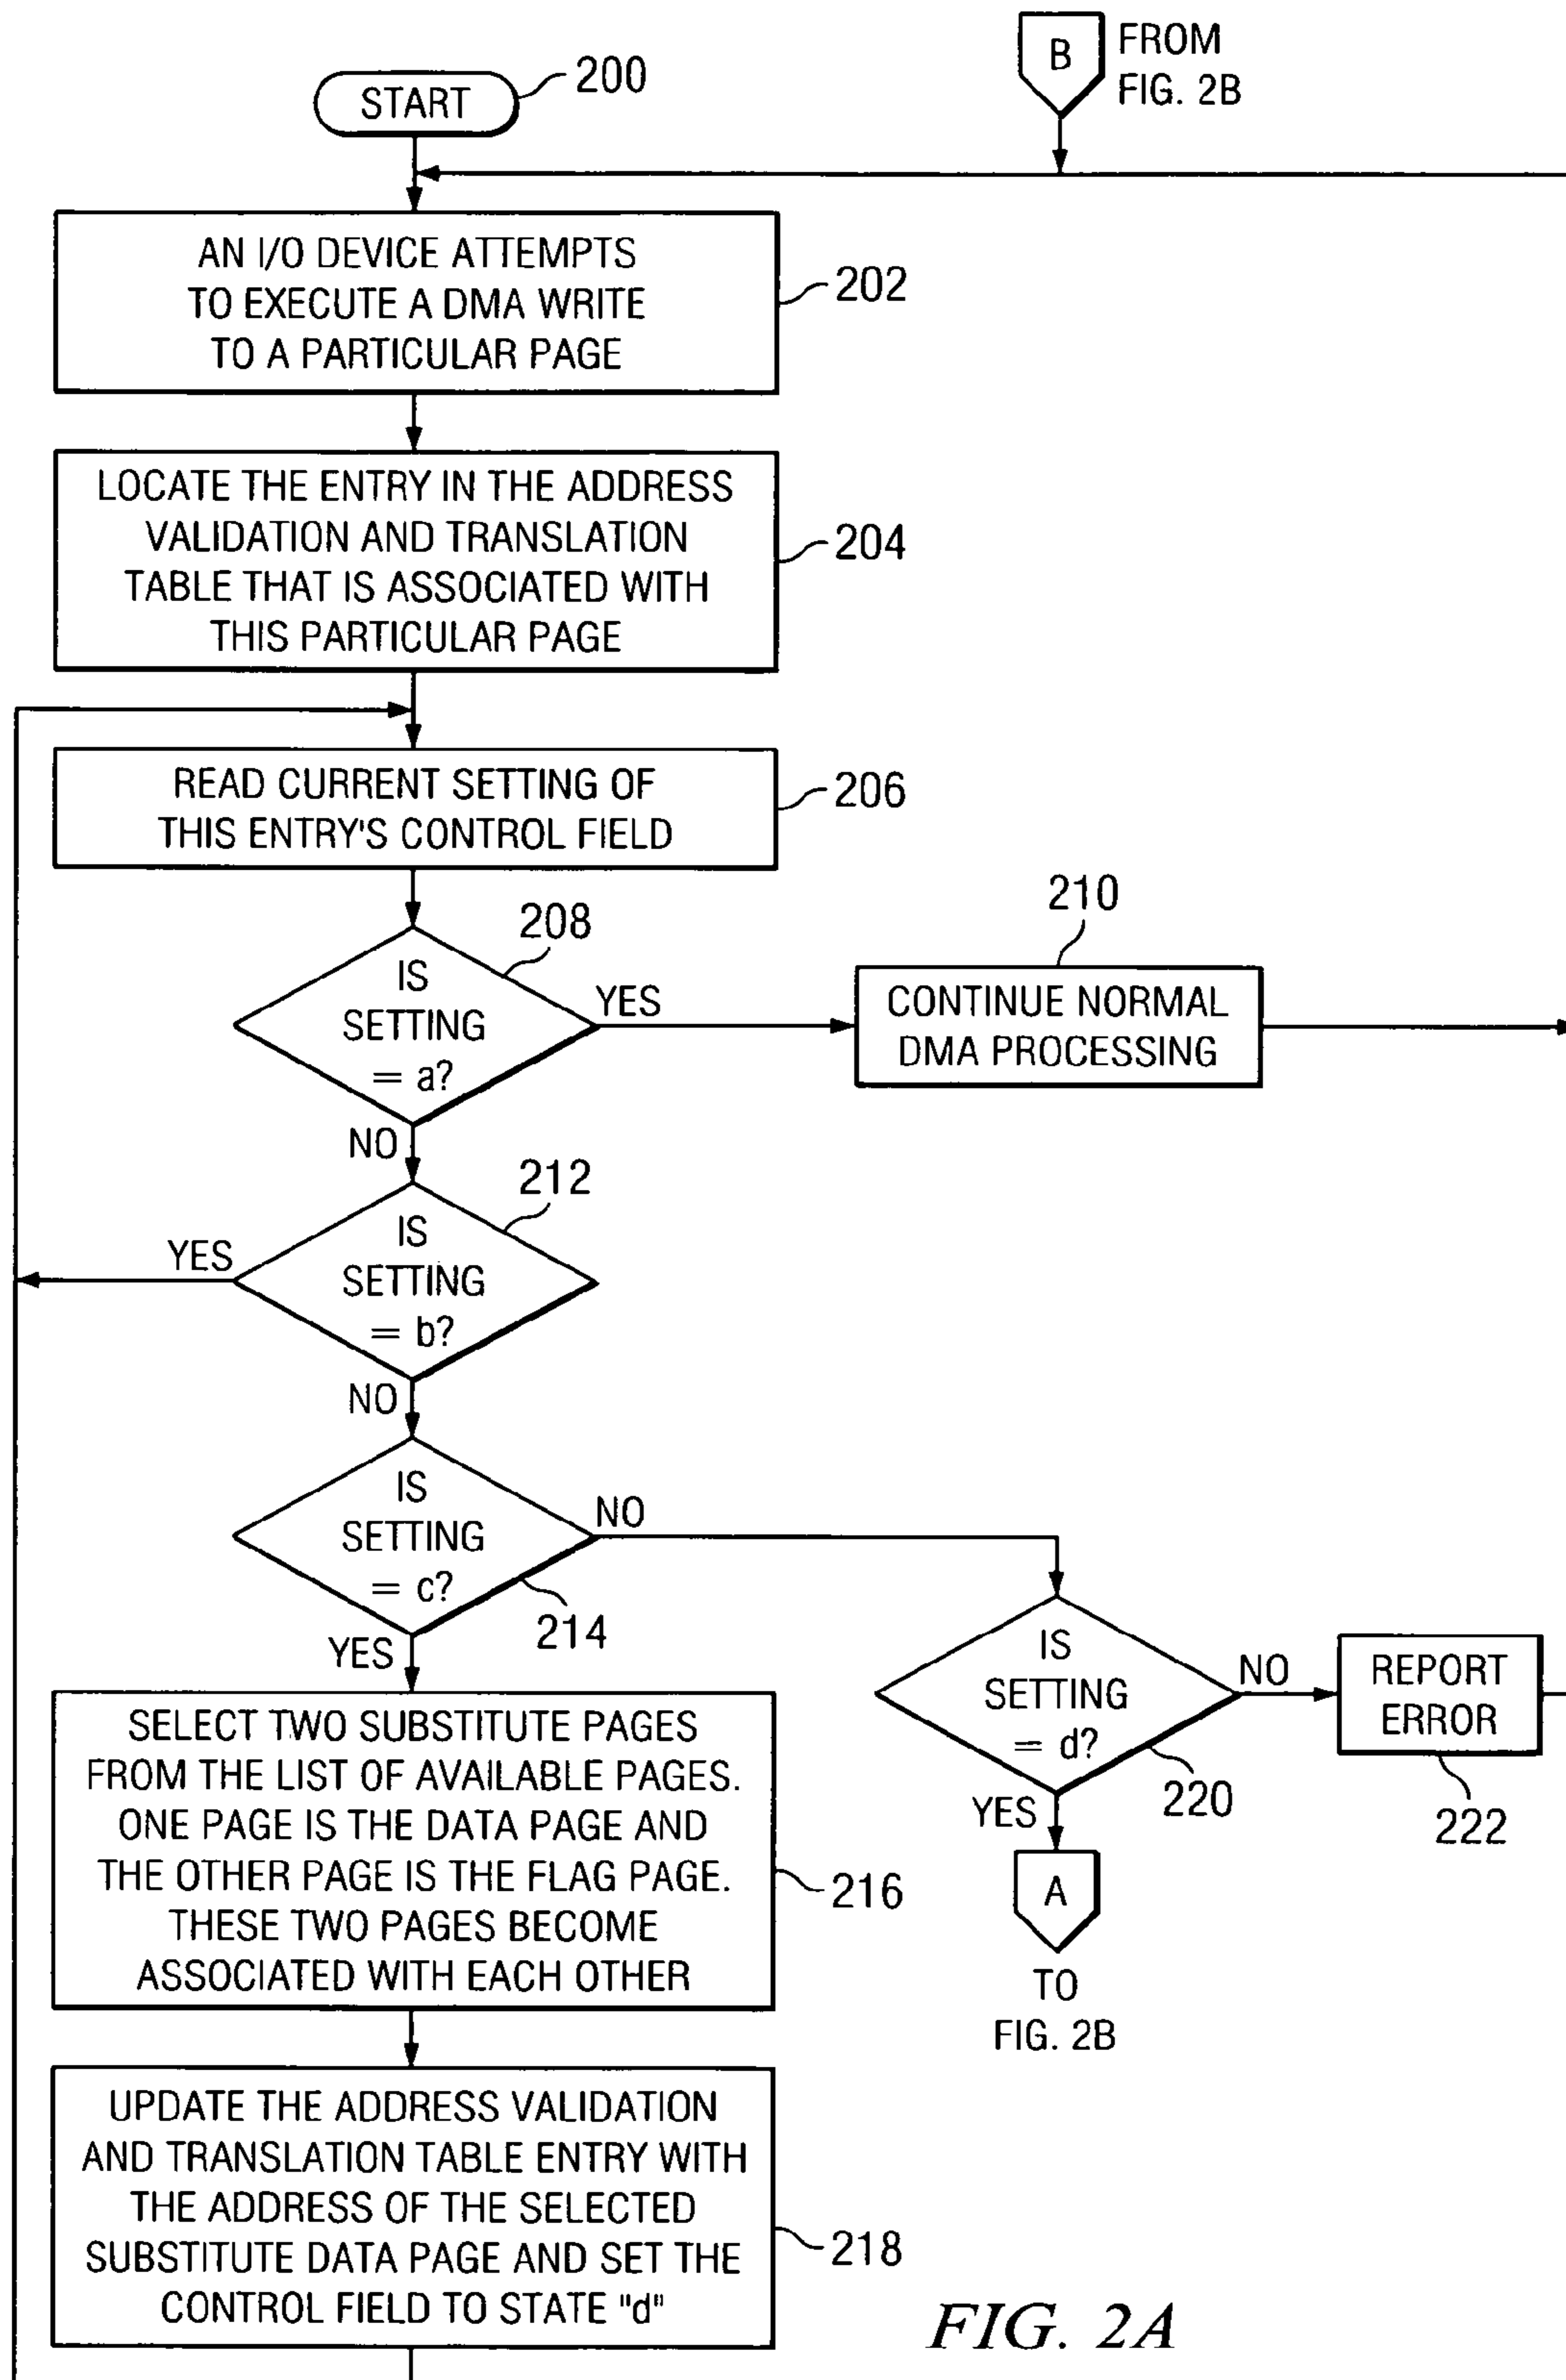 START
200
B
FROM
FIG. 2B
AN I/O DEVICE ATTEMPTS
TO EXECUTE A DMA WRITE
TO A PARTICULAR PAGE
202
LOCATE THE ENTRY IN THE ADDRESS
VALIDATION AND TRANSLATION
TABLE THAT IS ASSOCIATED WITH
THIS PARTICULAR PAGE
204
READ CURRENT SETTING OF
THIS ENTRY'S CONTROL FIELD
206
208
IS
SETTING
= a?
YES
NO
210
CONTINUE NORMAL
DMA PROCESSING
212
IS
SETTING
= b?
YES
NO
IS
SETTING
= c?
214
NO
YES
IS
SETTING
= d?
220
NO
YES
REPORT
ERROR
222
A
TO
FIG. 2B
SELECT TWO SUBSTITUTE PAGES
FROM THE LIST OF AVAILABLE PAGES.
ONE PAGE IS THE DATA PAGE AND
THE OTHER PAGE IS THE FLAG PAGE.
THESE TWO PAGES BECOME
ASSOCIATED WITH EACH OTHER
216
UPDATE THE ADDRESS VALIDATION
AND TRANSLATION TABLE ENTRY WITH
THE ADDRESS OF THE SELECTED
SUBSTITUTE DATA PAGE AND SET THE
CONTROL FIELD TO STATE "d"
218
FIG. 2A